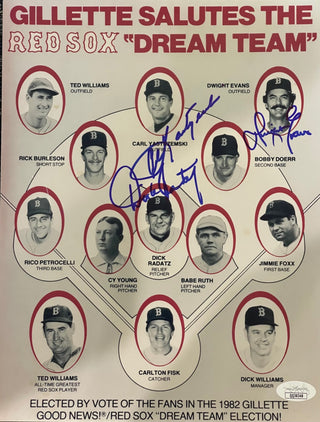 GILLETTE SALUTES THE
RED SOX "DREAM TEAM"
TED WILLIAMS
OUTFIELD
DWIGHT EVANS
OUTFIELD
CARL YASTRZEMSKI
RICK BURLESON
SHORT STOP
BOBBY DOERR
SECOND BASE
RICO PETROCELLI
THIRD BASE
CY YOUNG
RIGHT HAND
PITCHER
DICK
RADATZ
RELIEF
PITCHER
BABE RUTH
LEFT HAND
PITCHER
JIMMIE FOXX
FIRST BASE
TED WILLIAMS
ALL-TIME GREATEST
RED SOX PLAYER
CARLTON FISK
CATCHER
DICK WILLIAMS
MANAGER
ELECTED BY VOTE OF THE FANS IN THE 1982 GILLETTE
GOOD NEWS!®/RED SOX "DREAM TEAM" ELECTION!